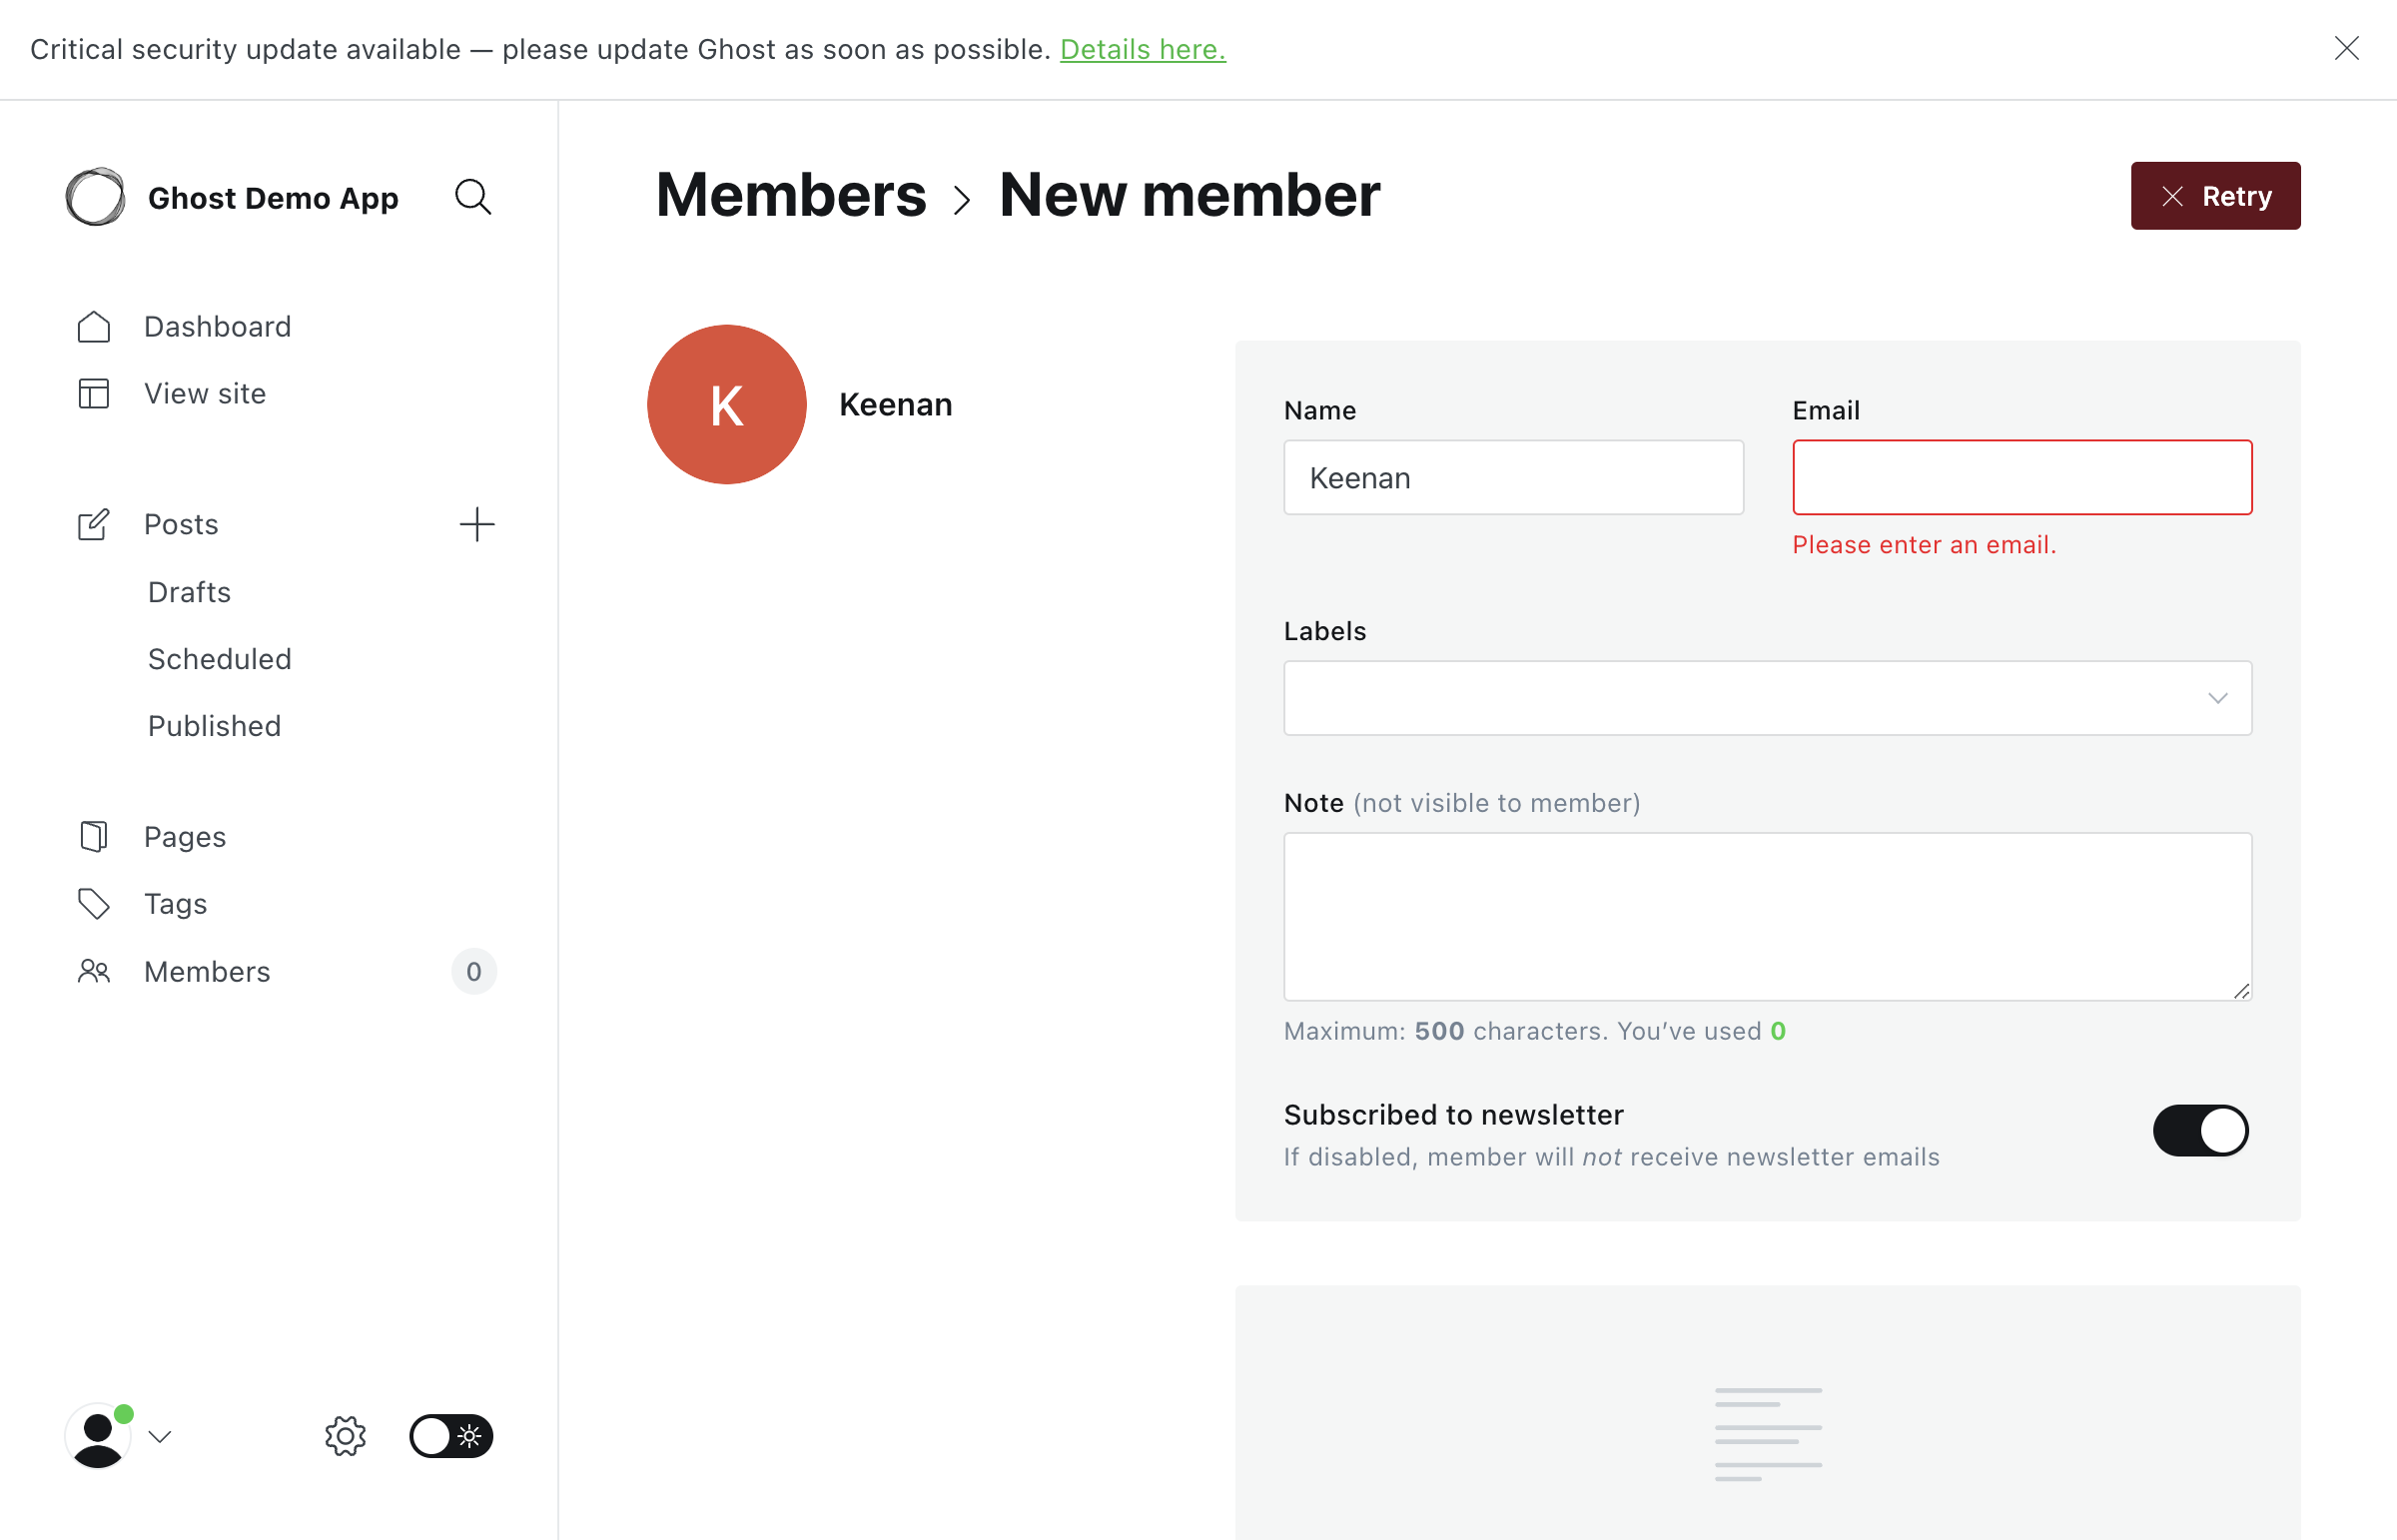 Critical security update available — please update Ghost as soon as possible. Details here.
Ghost Demo App
Dashboard
View site
Posts
Drafts
Scheduled
Published
Pages
Tags
Members 0
Members > New member
Retry
K
Keenan
Name
Keenan
Email
Please enter an email.
Labels
Note (not visible to member)
Maximum: 500 characters. You’ve used 0
Subscribed to newsletter
If disabled, member will not receive newsletter emails